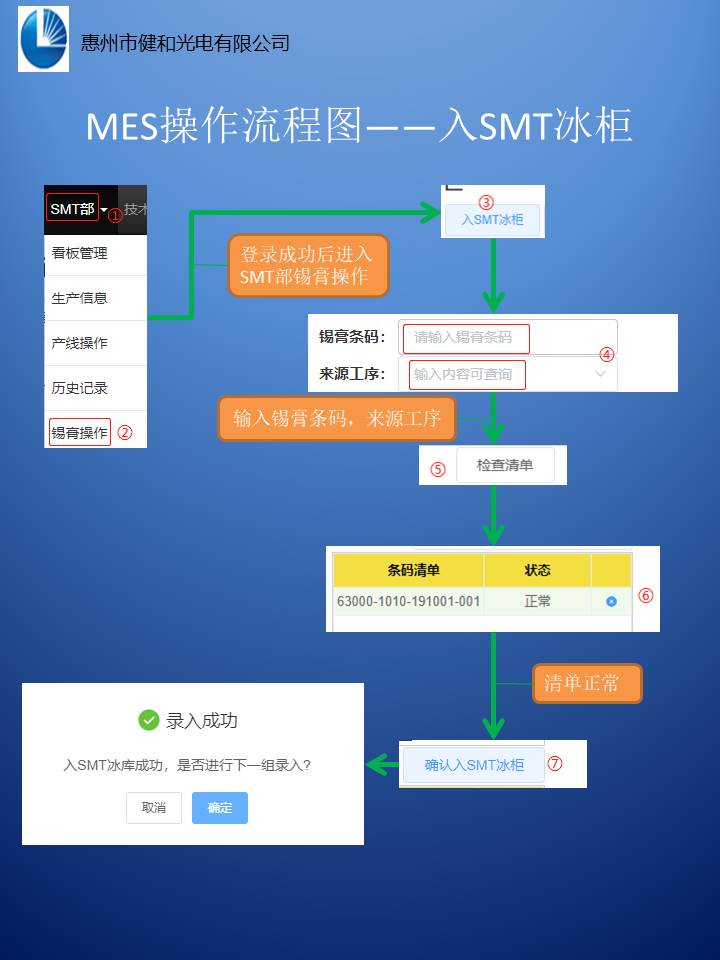 惠州市健和光电有限公司
MES操作流程图——入SMT冰柜
SMT部 ① 技术
看板管理
生产信息
产线操作
历史记录
锡膏操作 ②
登录成功后进入
SMT部锡膏操作
③
入SMT冰柜
锡膏条码： 请输入锡膏条码
④
来源工序： 输入内容可查询
输入锡膏条码，来源工序
⑤ 检查清单
条码清单 状态
63000-1010-191001-001 正常
⑥
清单正常
确认入SMT冰柜 ⑦
录入成功
入SMT冰库成功，是否进行下一组录入?
取消 确定